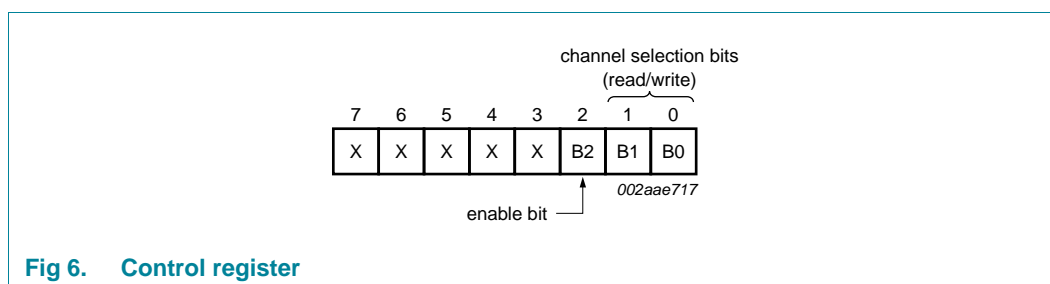 channel selection bits
(read/write)
7 6 5 4 3 2 1 0
X X X X X B2 B1 B0
002aae717
enable bit
Fig 6. Control register